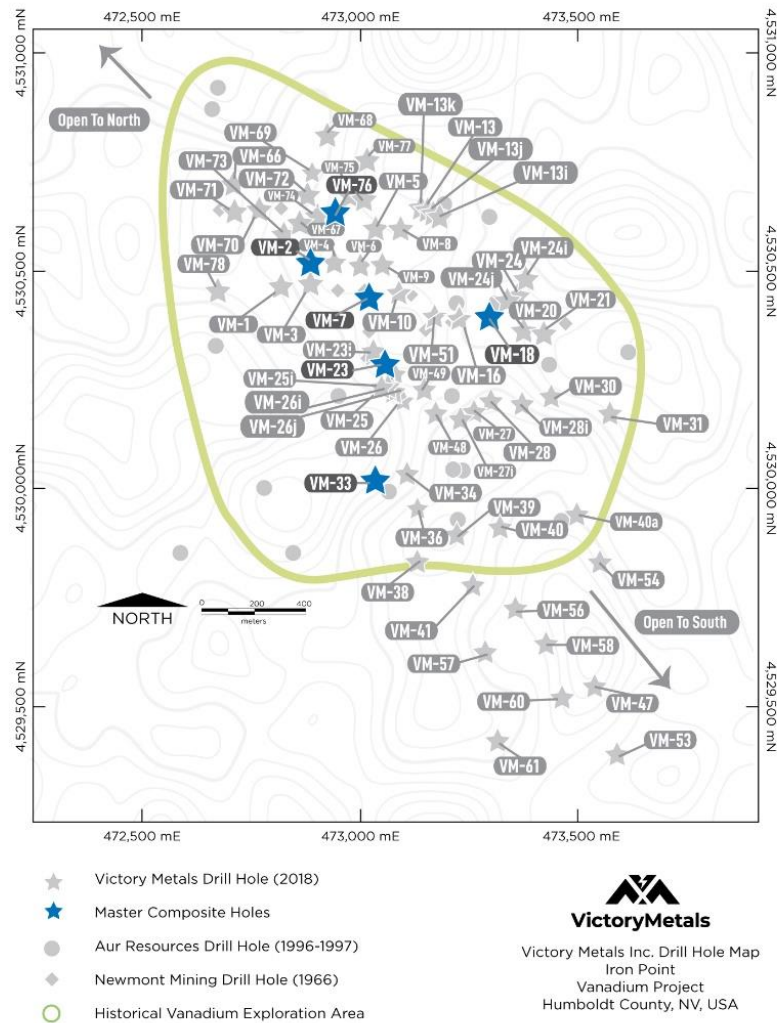 472,500 mE
473,000 mE
473,500 mE
4,531,000 mN
4,531,000 mN
Open To North
VM-68
VM-13k
VM-69
VM-13
VM-77
VM-66
VM-13j
VM-73
VM-75
VM-72
VM-76
VM-5
VM-13i
VM-71
VM-74
VM-67
VM-70
VM-8
VM-2
VM-4
VM-6
VM-24i
VM-24
VM-78
VM-9
VM-24j
4,530,500 mN
4,530,500 mN
VM-20
VM-21
VM-1
VM-7
VM-10
VM-3
VM-51
VM-18
VM-23i
VM-23
VM-49
VM-16
VM-25i
VM-30
VM-26i
VM-25
VM-31
VM-26j
VM-27
VM-28i
VM-26
VM-48
VM-28
VM-27i
VM-33
VM-34
4,530,000mN
4,530,000 mN
VM-39
VM-40
VM-40a
VM-36
VM-54
VM-38
NORTH
0 200 400
meters
VM-56
Open To South
VM-41
VM-58
VM-57
VM-60
VM-47
4,529,500 mN
4,529,500 mN
VM-61
VM-53
472,500 mE
473,000 mE
473,500 mE
Victory Metals Drill Hole (2018)
Master Composite Holes
Aur Resources Drill Hole (1996-1997)
Newmont Mining Drill Hole (1966)
Historical Vanadium Exploration Area
VictoryMetals
Victory Metals Inc. Drill Hole Map
Iron Point
Vanadium Project
Humboldt County, NV, USA